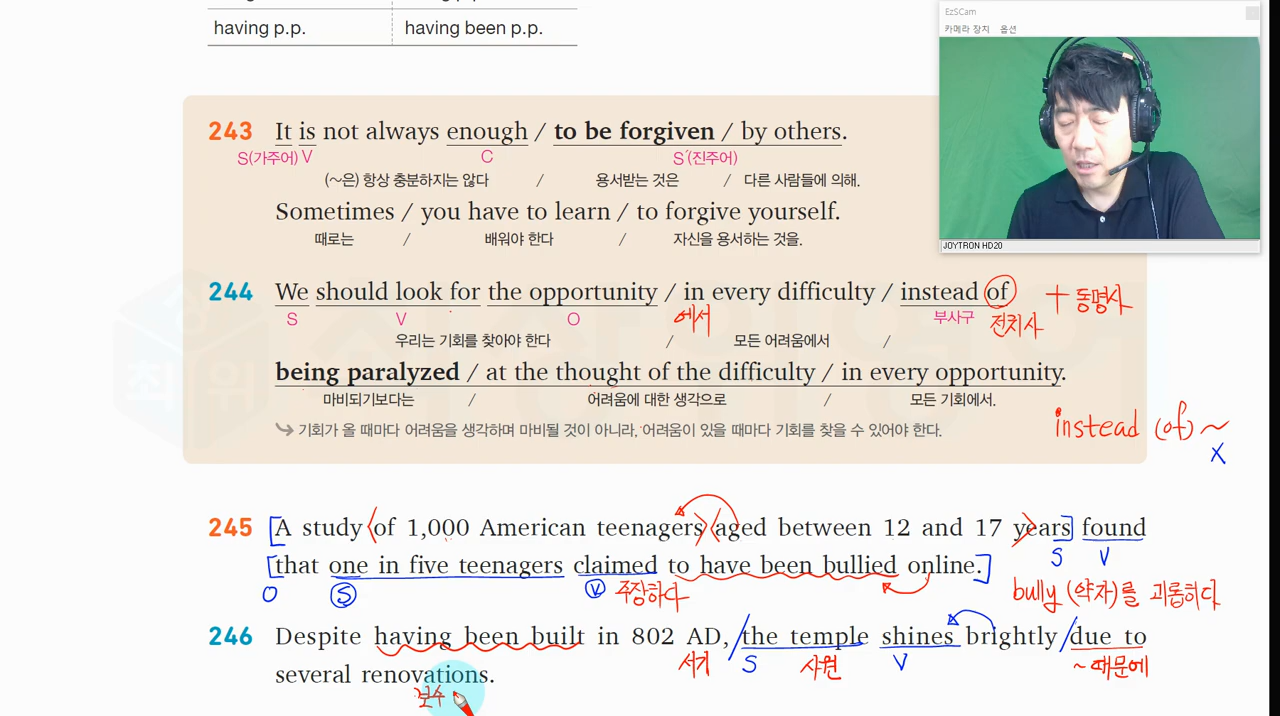 having p.p. having been p.p.
EzSCam
카메라 장치 옵션
JOYTRON HD20
243 It is not always enough / to be forgiven / by others.
S(가주어) V C S′(진주어)
(~은) 항상 충분하지는 않다 / 용서받는 것은 / 다른 사람들에 의해.
Sometimes / you have to learn / to forgive yourself.
때로는 / 배워야 한다 / 자신을 용서하는 것을.
244 We should look for the opportunity / in every difficulty / instead of + 동명사
S V O 에서 부사구 전치사
우리는 기회를 찾아야 한다 / 모든 어려움에서 /
being paralyzed / at the thought of the difficulty / in every opportunity.
마비되기보다는 / 어려움에 대한 생각으로 / 모든 기회에서.
↪ 기회가 올 때마다 어려움을 생각하며 마비될 것이 아니라, 어려움이 있을 때마다 기회를 찾을 수 있어야 한다.
instead (of) ~
X
245 [A study <of 1,000 American teenagers> <aged between 12 and 17 years>] found
S V
[that one in five teenagers claimed to have been bullied online.]
O S V 주장하다 bully (약자)를 괴롭히다
246 Despite having been built in 802 AD, / the temple shines brightly / due to
서기 S 사원 V ~때문에
several renovations.
보수